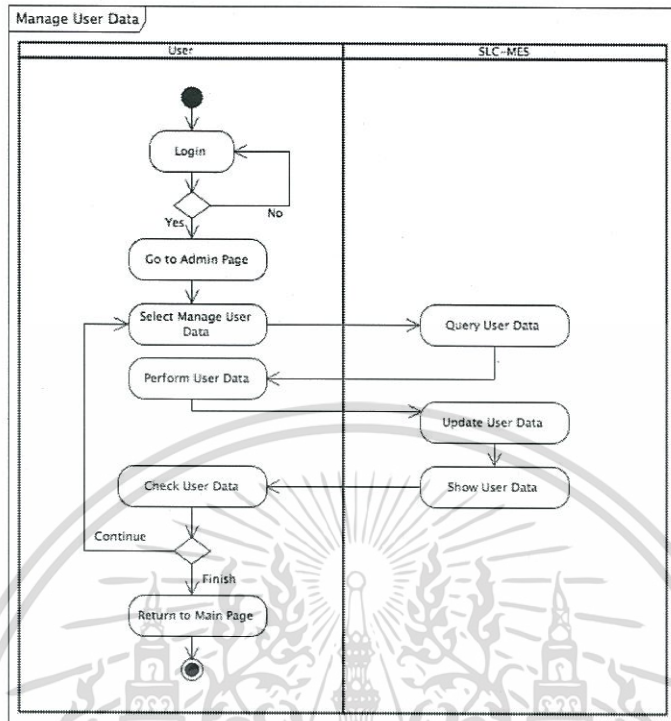 Manage User Data
User
SLC-MES
Login
No
Yes
Go to Admin Page
Select Manage User
Data
Query User Data
Perform User Data
Update User Data
Check User Data
Show User Data
Continue
Finish
Return to Main Page